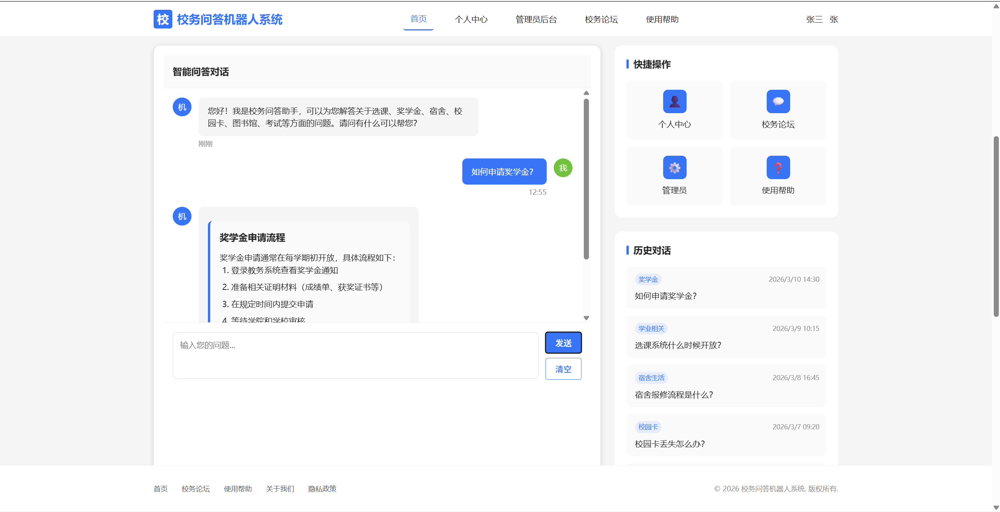 校 校务问答机器人系统
首页 个人中心 管理员后台 校务论坛 使用帮助
张三 张
智能问答对话
机
您好！我是校务问答助手，可以为您解答关于选课、奖学金、宿舍、校
园卡、图书馆、考试等方面的问题。请问有什么可以帮您？
刚刚
如何申请奖学金？
我
12:55
机
奖学金申请流程
奖学金申请通常在每学期初开放，具体流程如下：
1. 登录教务系统查看奖学金通知
2. 准备相关证明材料（成绩单、获奖证书等）
3. 在规定时间内提交申请
4. 等待学院和学校审核
输入您的问题...
发送
清空
快捷操作
个人中心
校务论坛
管理员
使用帮助
历史对话
奖学金 2026/3/10 14:30
如何申请奖学金？
学业相关 2026/3/9 10:15
选课系统什么时候开放？
宿舍生活 2026/3/8 16:45
宿舍报修流程是什么？
校园卡 2026/3/7 09:20
校园卡丢失怎么办？
首页 校务论坛 使用帮助 关于我们 隐私政策
© 2026 校务问答机器人系统. 版权所有.